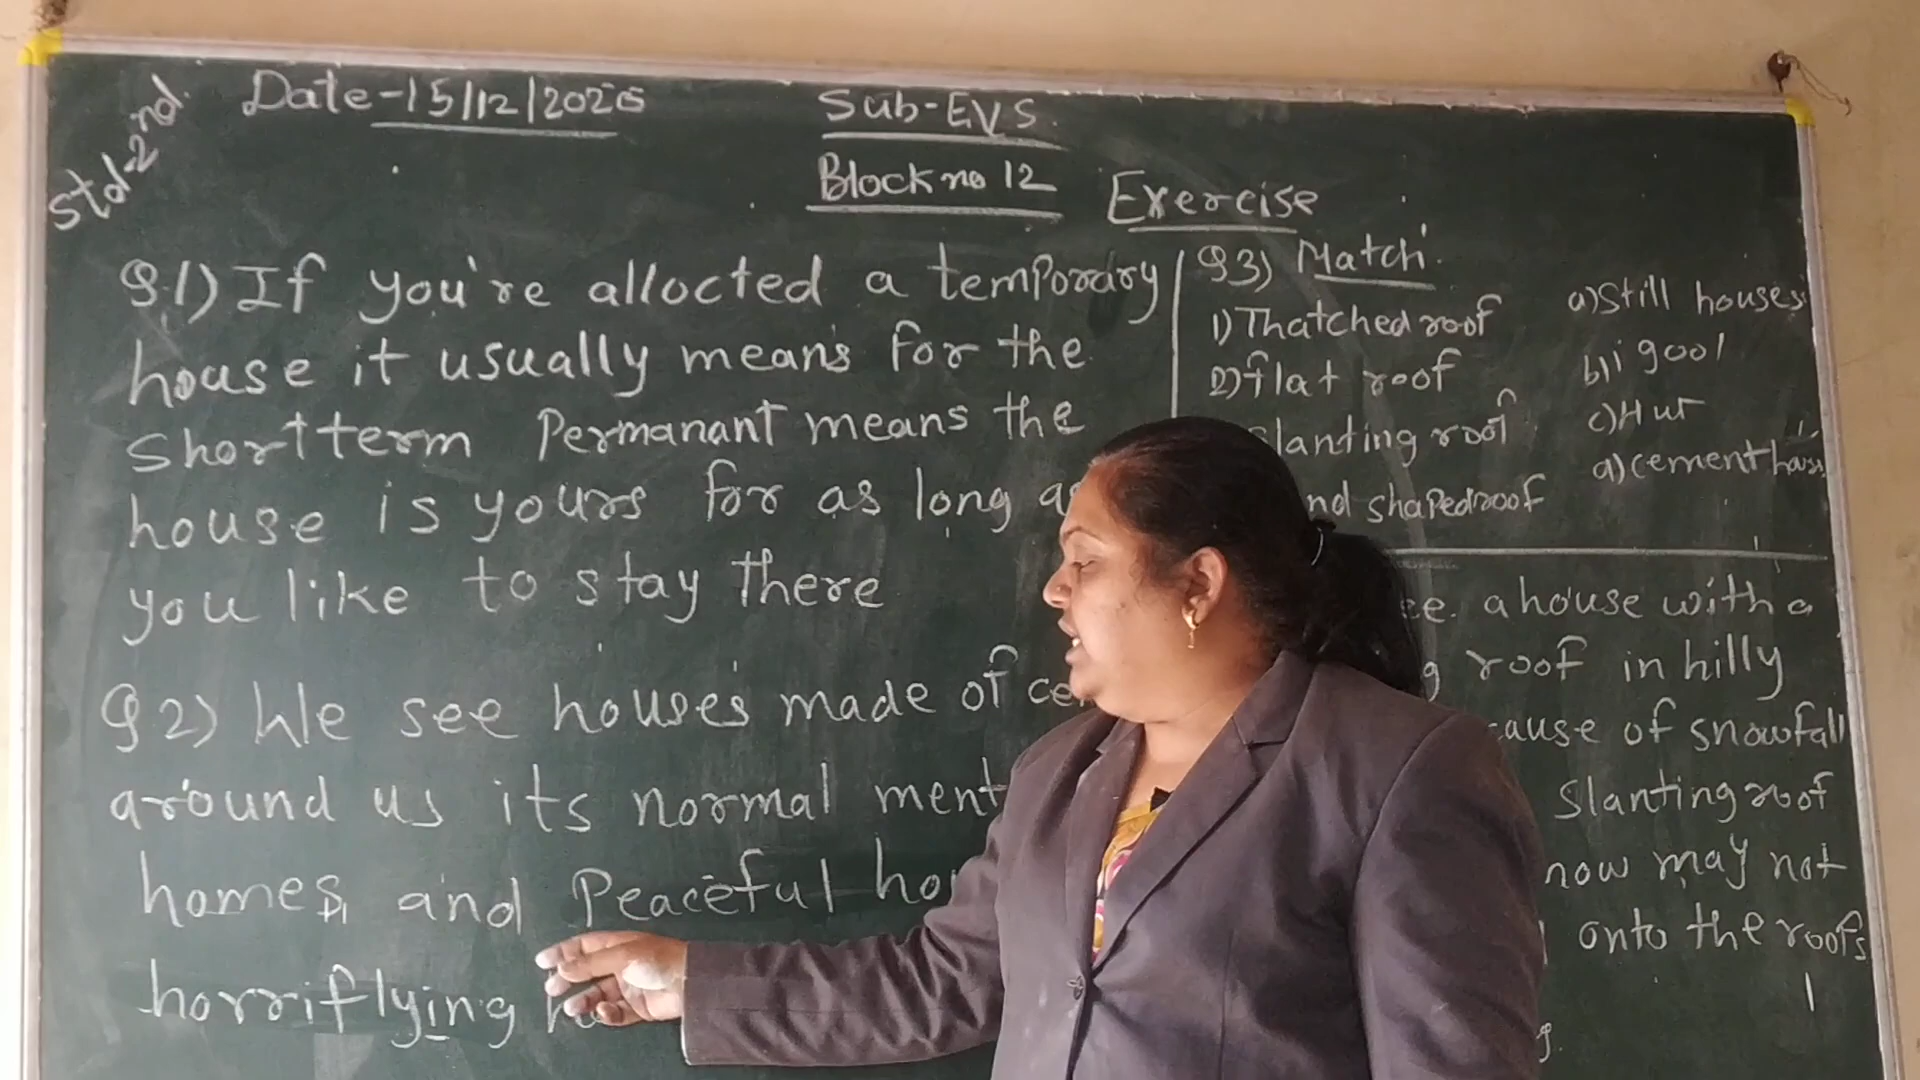 Std-2nd.
Date-15/12/2025
Sub-EVS.
Block no 12
Exercise
Q.1) If you're allocted a temporary
house it usually means for the
Short term Permanant means the
house is yours for as long as
you like to stay there
Q.2) We see houses made of
around us its normal
homes, and Peaceful
horriflying
Q3) Match
1) Thatched roof
a) Still houses
2) flat roof
b) igool
lanting roof
c) Hut
nd shaped roof
a) cement hous
a house with a
roof in hilly
ause of snowfall
Slanting roof
now may not
onto the roofs